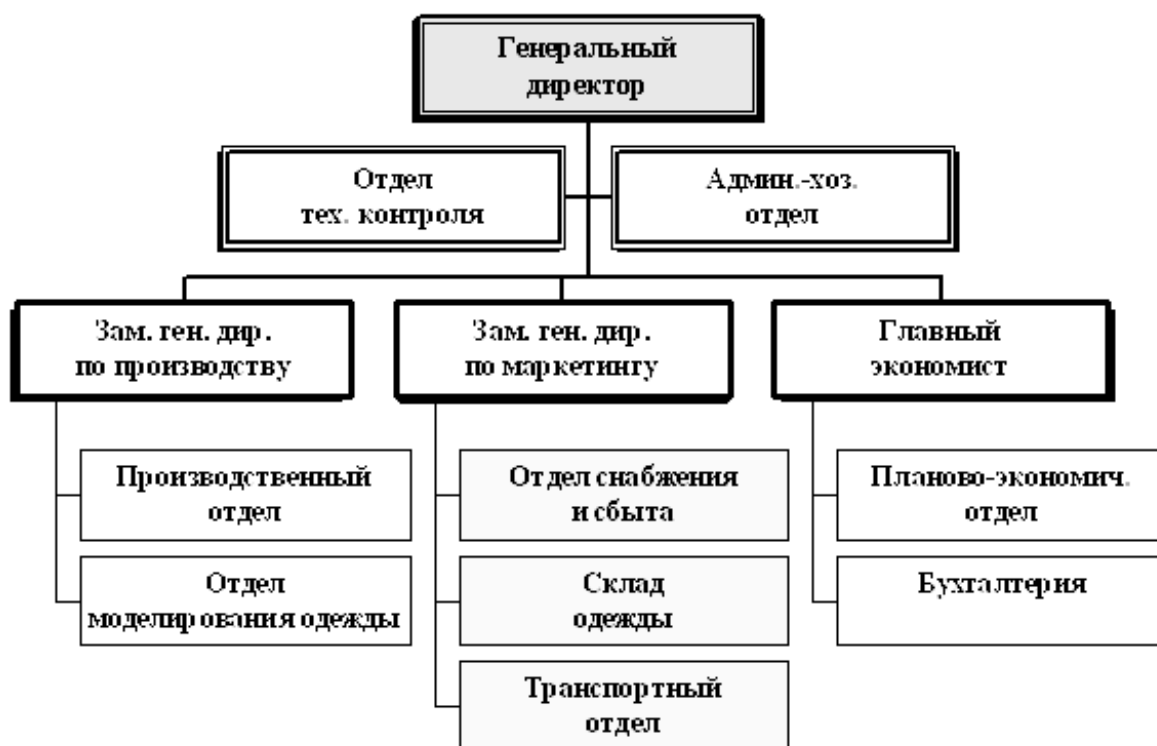 Генеральный
директор
Отдел
тех. контроля
Админ.-хоз.
отдел
Зам. ген. дир.
по производству
Зам. ген. дир.
по маркетингу
Главный
экономист
Производственный
отдел
Отдел
моделирования одежды
Отдел снабжения
и сбыта
Склад
одежды
Транспортный
отдел
Планово-экономич.
отдел
Бухгалтерия